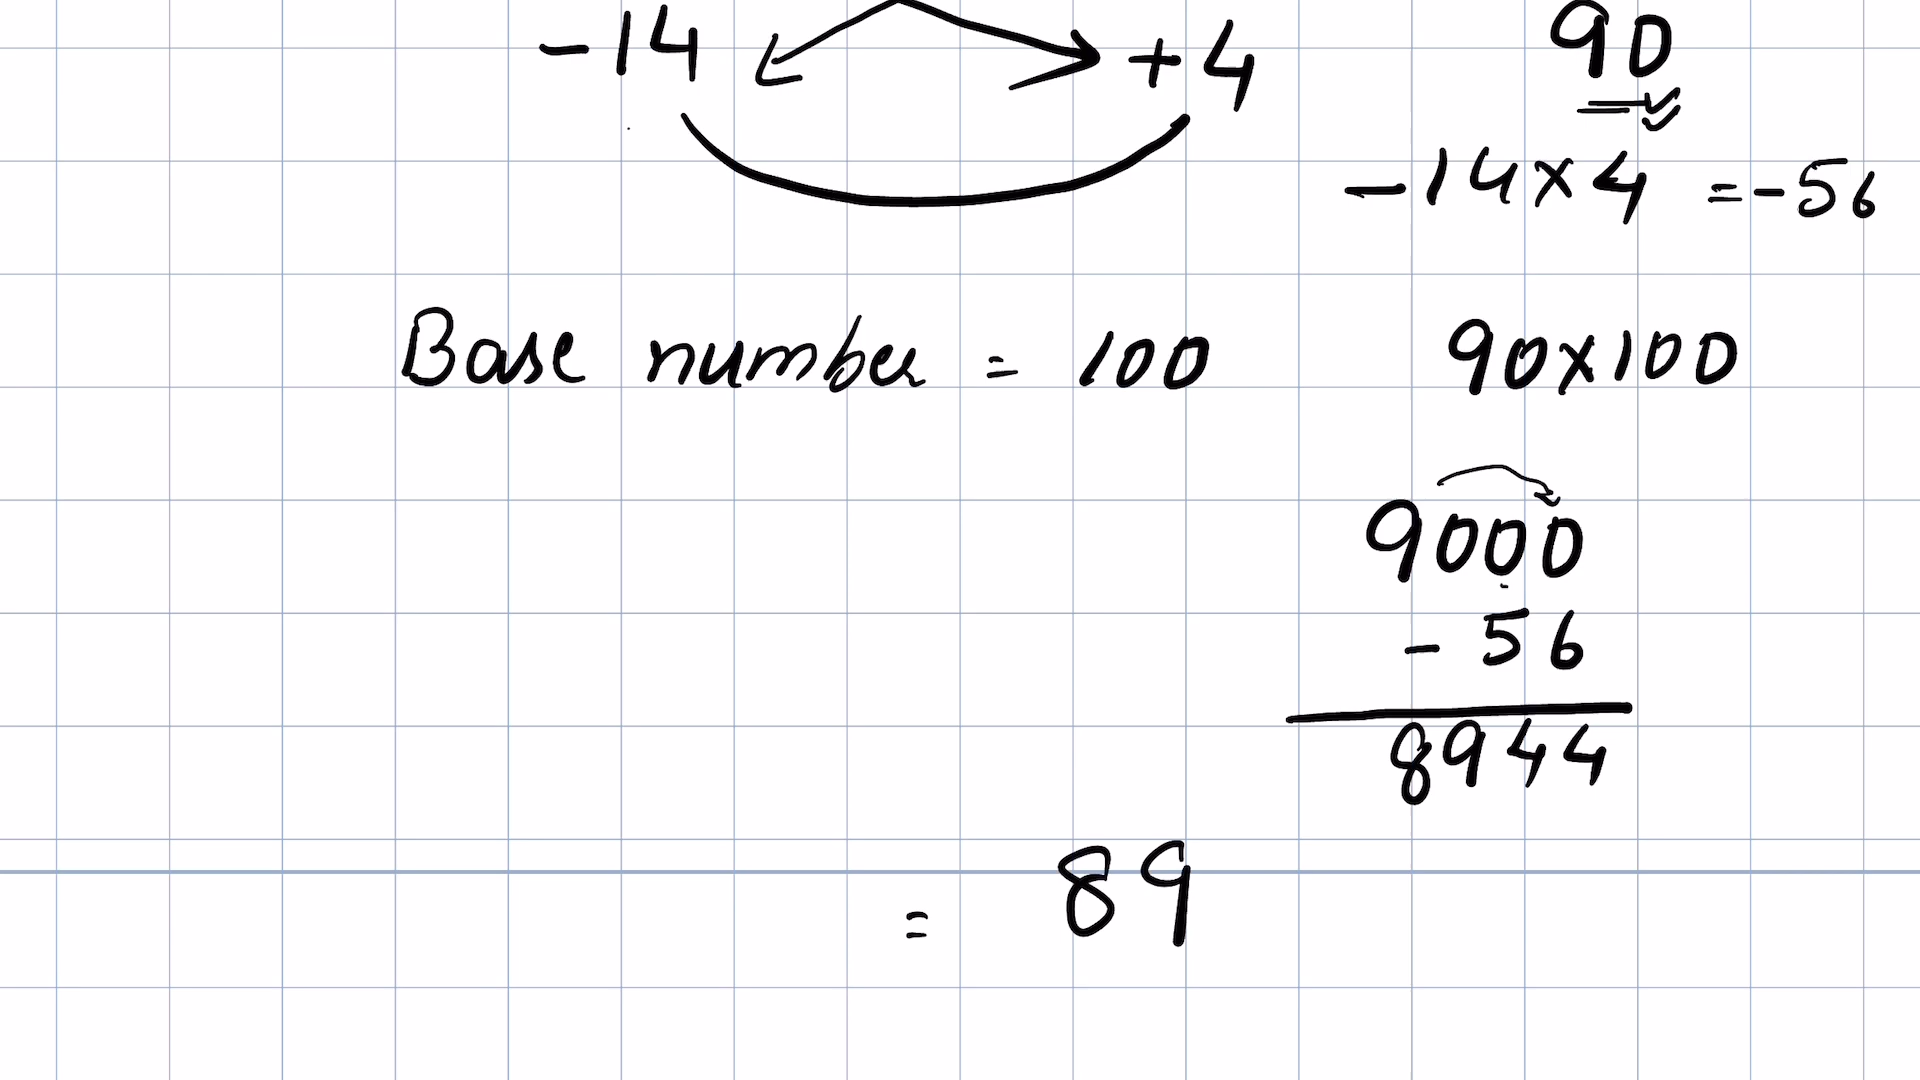 -14 +4 90
-14×4 =-56
Base number = 100 90×100
9000
- 56
8944
= 89